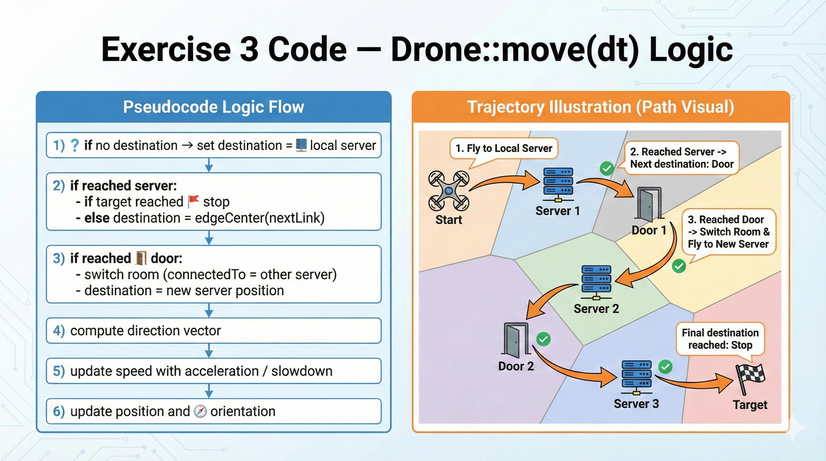 Exercise 3 Code — Drone::move(dt) Logic
Pseudocode Logic Flow
1) ? if no destination → set destination = local server
2) if reached server:
- if target reached stop
- else destination = edgeCenter(nextLink)
3) if reached door:
- switch room (connectedTo = other server)
- destination = new server position
4) compute direction vector
5) update speed with acceleration / slowdown
6) update position and orientation
Trajectory Illustration (Path Visual)
1. Fly to Local Server
Start
Server 1
2. Reached Server ->
Next destination: Door
Door 1
3. Reached Door
-> Switch Room &
Fly to New Server
Server 2
Door 2
Server 3
Final destination
reached: Stop
Target